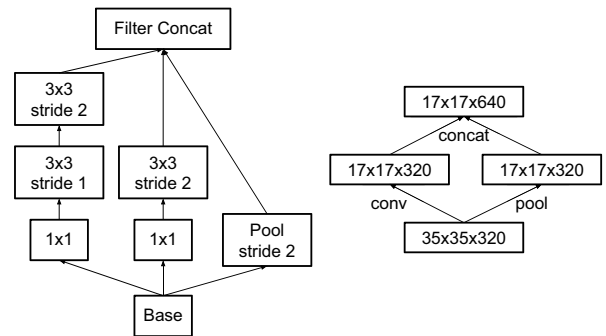 Filter Concat
3x3
stride 2
3x3
stride 1
3x3
stride 2
1x1
1x1
Pool
stride 2
Base
17x17x640
concat
17x17x320
17x17x320
conv
pool
35x35x320